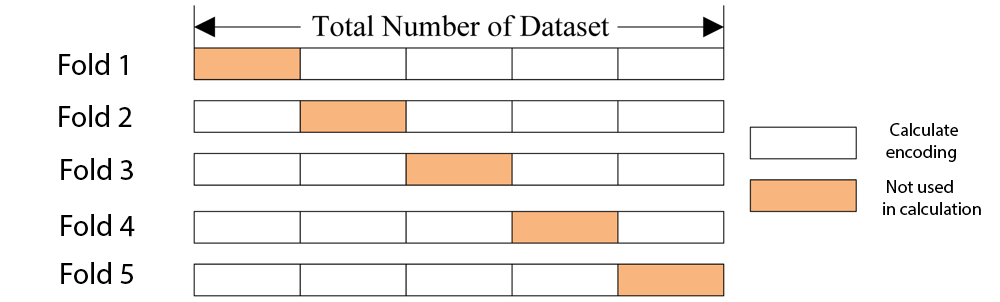 Total Number of Dataset
Fold 1
Fold 2
Fold 3
Fold 4
Fold 5
Calculate
encoding
Not used
in calculation